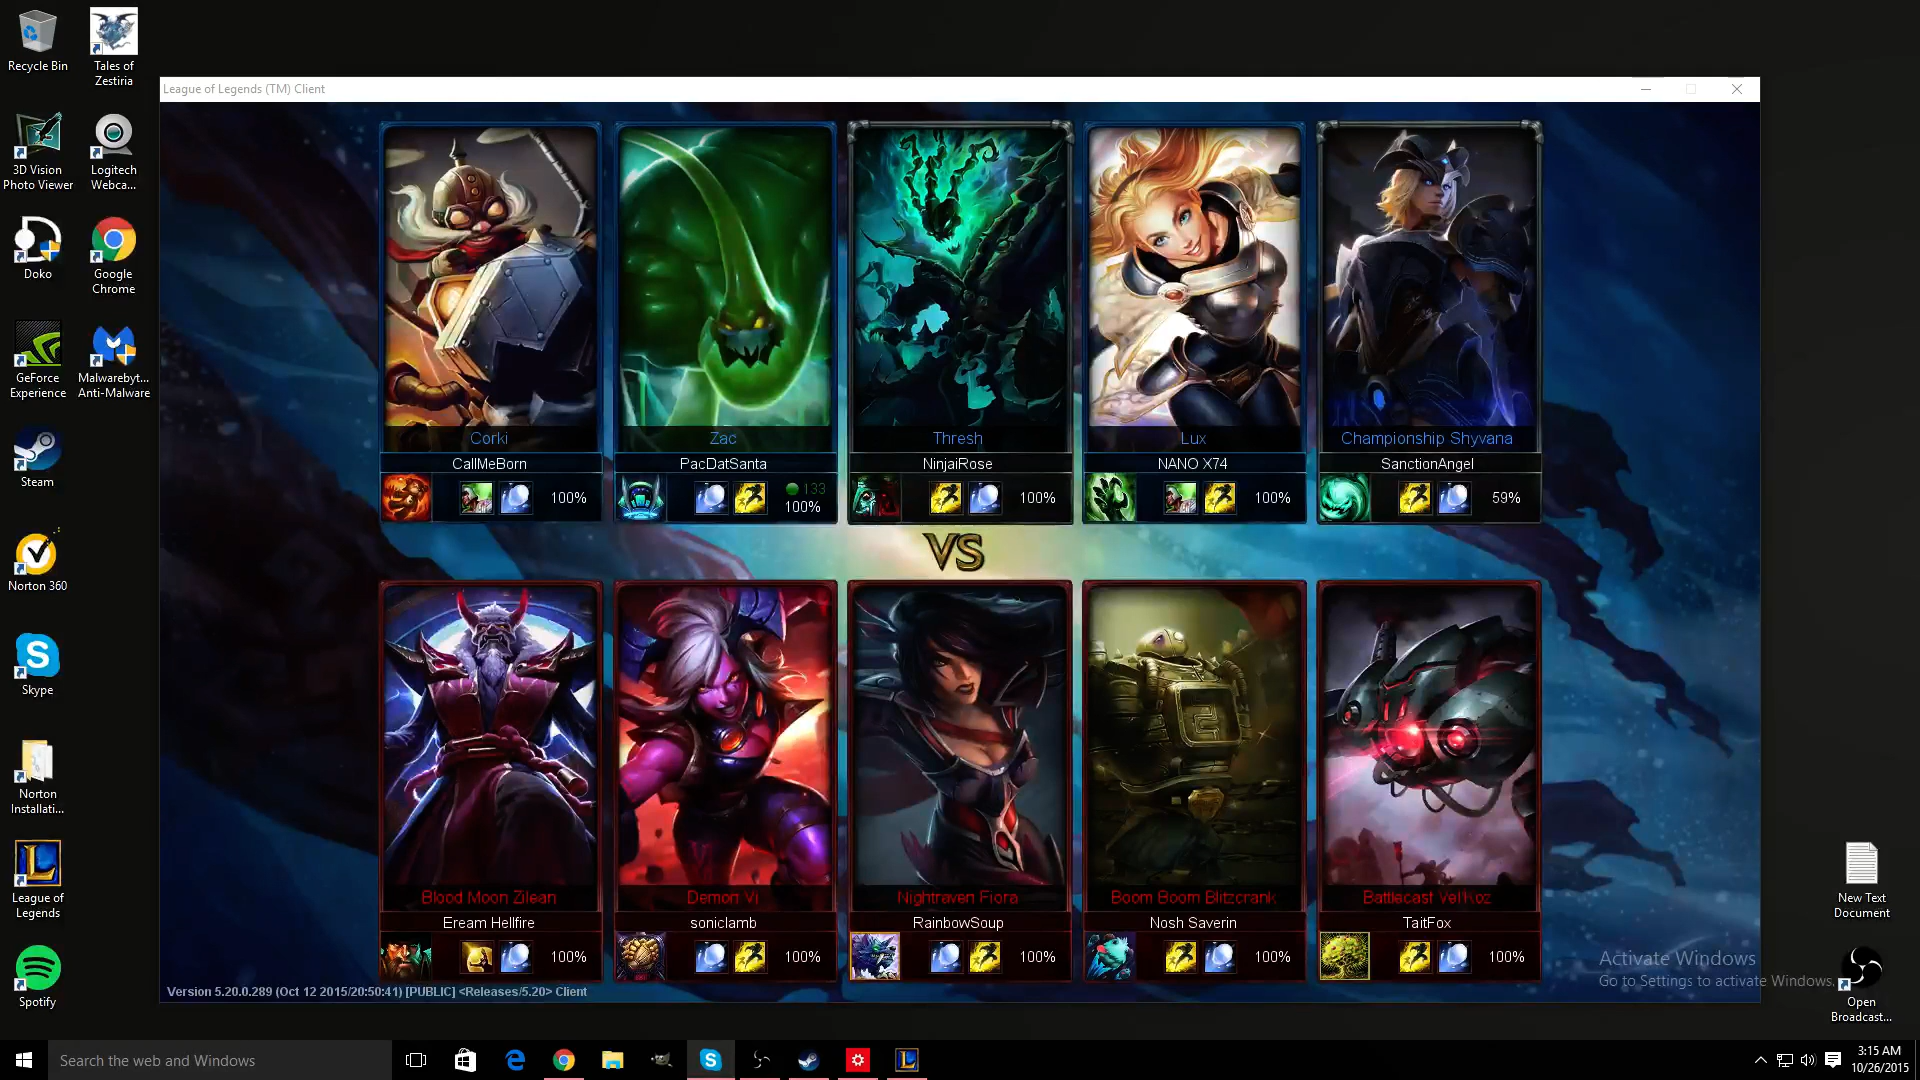 Recycle Bin
Tales of
Zestiria
3D Vision
Photo Viewer
Logitech
Webca...
Doko
Google
Chrome
GeForce
Experience
Malwarebyt...
Anti-Malware
Steam
Norton 360
Skype
Norton
Installati...
League of
Legends
Spotify
League of Legends (TM) Client
Corki
Zac
Thresh
Lux
Championship Shyvana
CallMeBorn
PacDatSanta
NinjaiRose
NANO X74
SanctionAngel
100%
133
100%
100%
100%
59%
VS
Blood Moon Zilean
Demon Vi
Nightraven Fiora
Boom Boom Blitzcrank
Battlecast Vel'Koz
Eream Hellfire
soniclamb
RainbowSoup
Nosh Saverin
TaitFox
100%
100%
100%
100%
100%
Version 5.20.0.289 (Oct 12 2015/20:50:41) [PUBLIC] <Releases/5.20> Client
New Text
Document
Activate Windows
Go to Settings to activate Windows.
Open
Broadcast...
Search the web and Windows
3:15 AM
10/26/2015